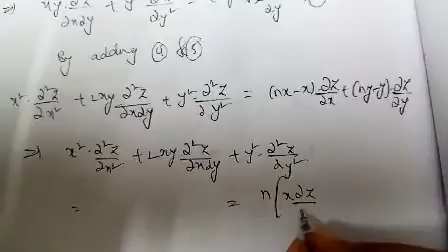 ⇒ xy ∂²z/∂x∂y + y² ∂²z/∂y²
By adding ④ & ⑤
x² · ∂²z/∂x² + 2xy ∂²z/∂x∂y + y² · ∂²z/∂y² = (nx-x) ∂z/∂x + (ny-y) · ∂z/∂y
⇒ x² · ∂²z/∂x² + 2xy ∂²z/∂x∂y + y² · ∂²z/∂y²
= = n[x ∂z/